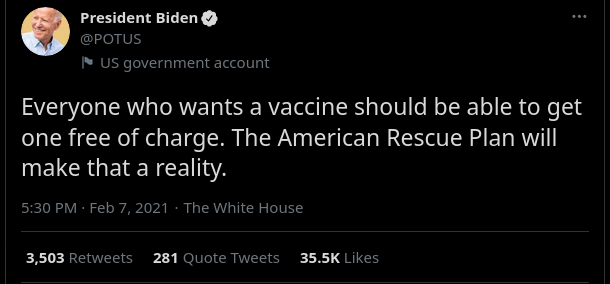 President Biden
@POTUS
US government account
Everyone who wants a vaccine should be able to get
one free of charge. The American Rescue Plan will
make that a reality.
5:30 PM · Feb 7, 2021 · The White House
3,503 Retweets 281 Quote Tweets 35.5K Likes